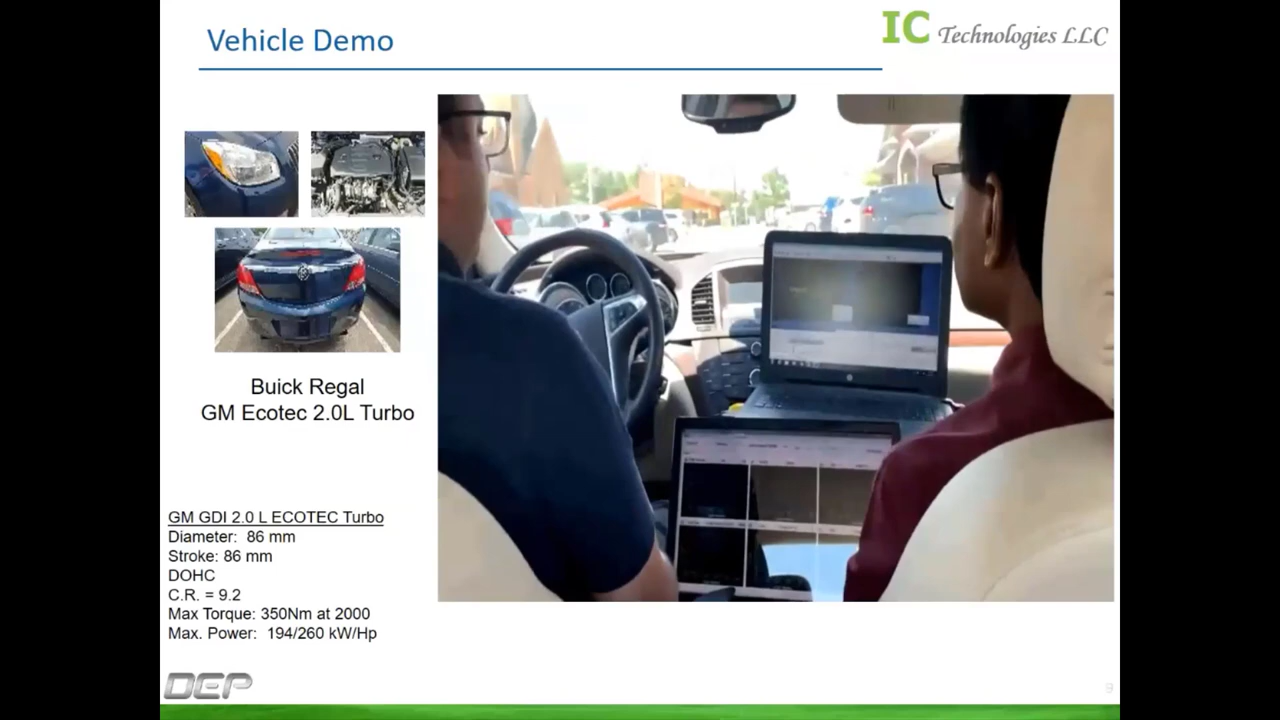 Vehicle Demo
IC Technologies LLC
Buick Regal
GM Ecotec 2.0L Turbo
GM GDI 2.0 L ECOTEC Turbo
Diameter: 86 mm
Stroke: 86 mm
DOHC
C.R. = 9.2
Max Torque: 350Nm at 2000
Max. Power: 194/260 kW/Hp
DEP
9